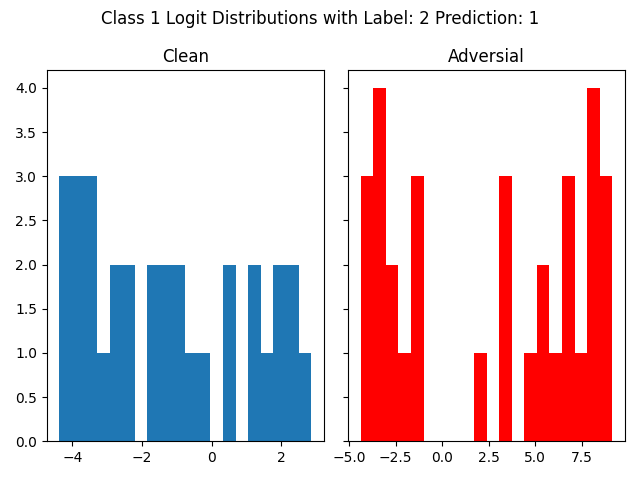 Class 1 Logit Distributions with Label: 2 Prediction: 1
Clean
Adversial
4.0
3.5
3.0
2.5
2.0
1.5
1.0
0.5
0.0
−4 −2 0 2
−5.0 −2.5 0.0 2.5 5.0 7.5